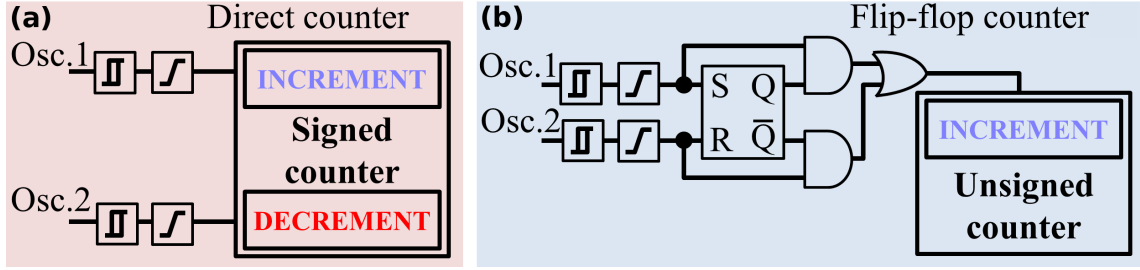 (a) Direct counter
Osc.1
INCREMENT
Signed
counter
Osc.2
DECREMENT
(b) Flip-flop counter
Osc.1
S Q
Osc.2
R Q̅
INCREMENT
Unsigned
counter